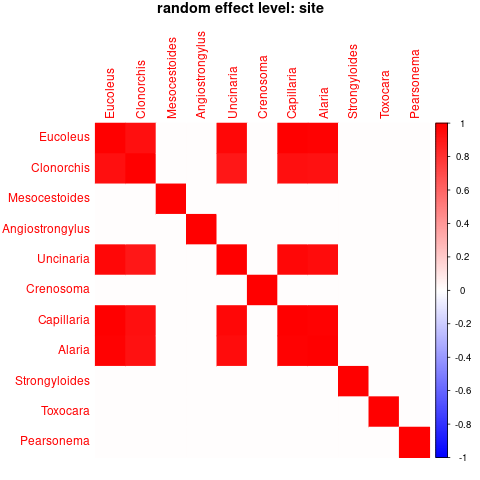 random effect level: site
Eucoleus
Clonorchis
Mesocestoides
Angiostrongylus
Uncinaria
Crenosoma
Capillaria
Alaria
Strongyloides
Toxocara
Pearsonema
Eucoleus
Clonorchis
Mesocestoides
Angiostrongylus
Uncinaria
Crenosoma
Capillaria
Alaria
Strongyloides
Toxocara
Pearsonema
1
0.8
0.6
0.4
0.2
0
-0.2
-0.4
-0.6
-0.8
-1